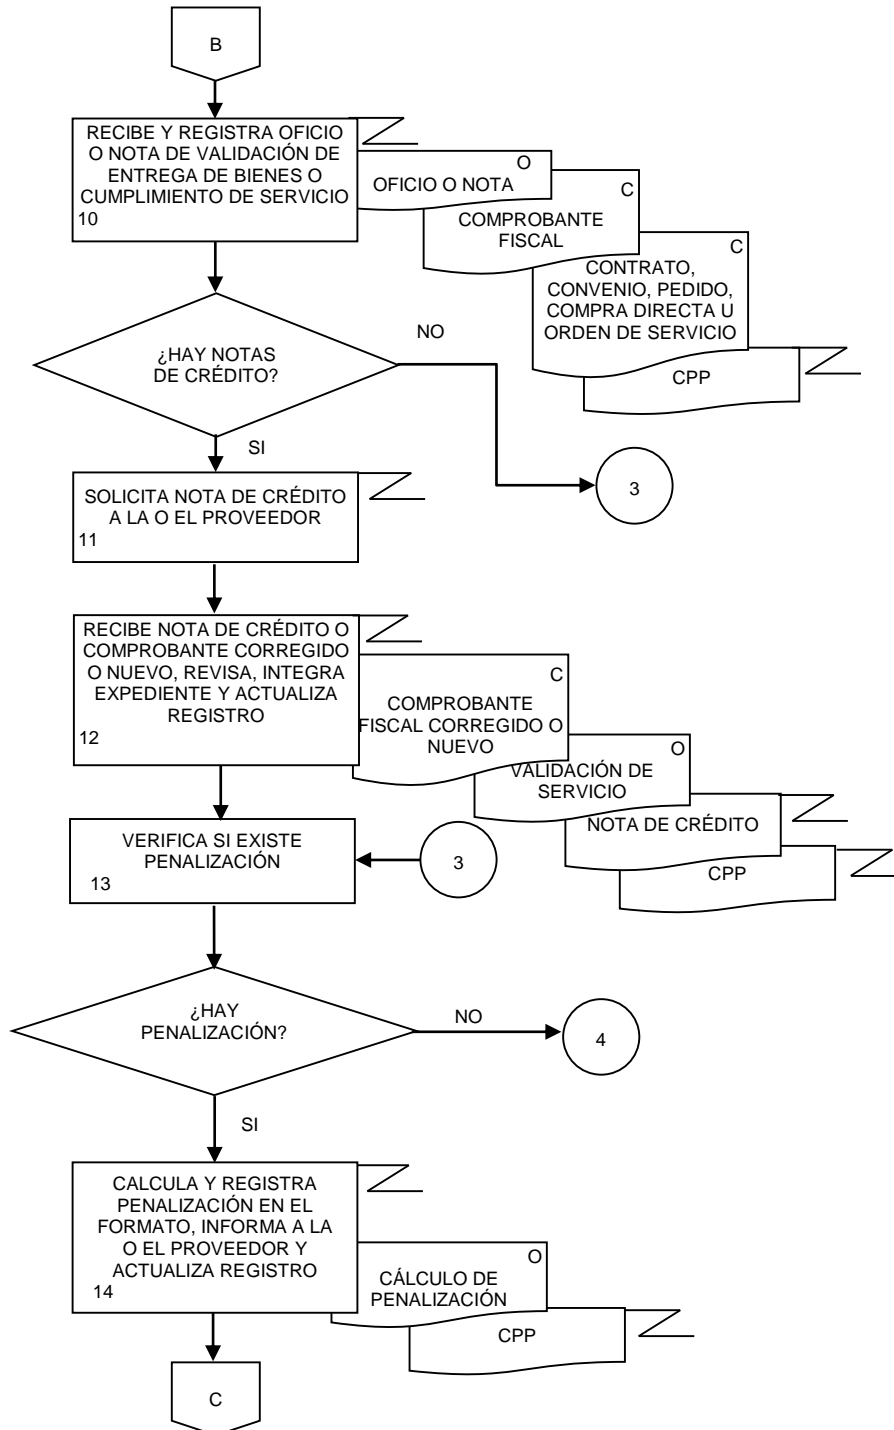 B
RECIBE Y REGISTRA OFICIO
O NOTA DE VALIDACIÓN DE
ENTREGA DE BIENES O
CUMPLIMIENTO DE SERVICIO
10
O
OFICIO O NOTA
C
COMPROBANTE
FISCAL
C
CONTRATO,
CONVENIO, PEDIDO,
COMPRA DIRECTA U
ORDEN DE SERVICIO
CPP
¿HAY NOTAS
DE CRÉDITO?
NO
3
SI
SOLICITA NOTA DE CRÉDITO
A LA O EL PROVEEDOR
11
RECIBE NOTA DE CRÉDITO O
COMPROBANTE CORREGIDO
O NUEVO, REVISA, INTEGRA
EXPEDIENTE Y ACTUALIZA
REGISTRO
12
C
COMPROBANTE
FISCAL CORREGIDO O
NUEVO
O
VALIDACIÓN DE
SERVICIO
NOTA DE CRÉDITO
CPP
VERIFICA SI EXISTE
PENALIZACIÓN
13
3
¿HAY
PENALIZACIÓN?
NO
4
SI
CALCULA Y REGISTRA
PENALIZACIÓN EN EL
FORMATO, INFORMA A LA
O EL PROVEEDOR Y
ACTUALIZA REGISTRO
14
O
CÁLCULO DE
PENALIZACIÓN
CPP
C